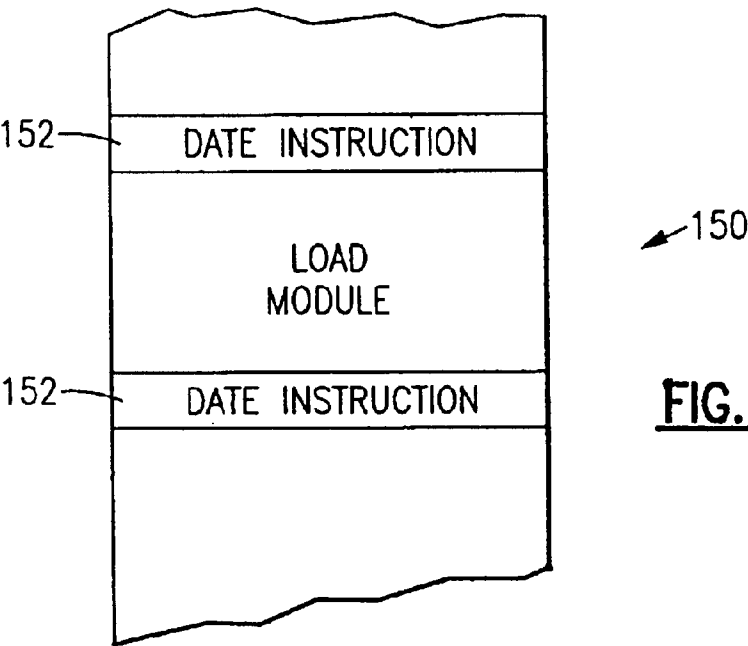 152
DATE INSTRUCTION
LOAD
MODULE
150
152
DATE INSTRUCTION
FIG.